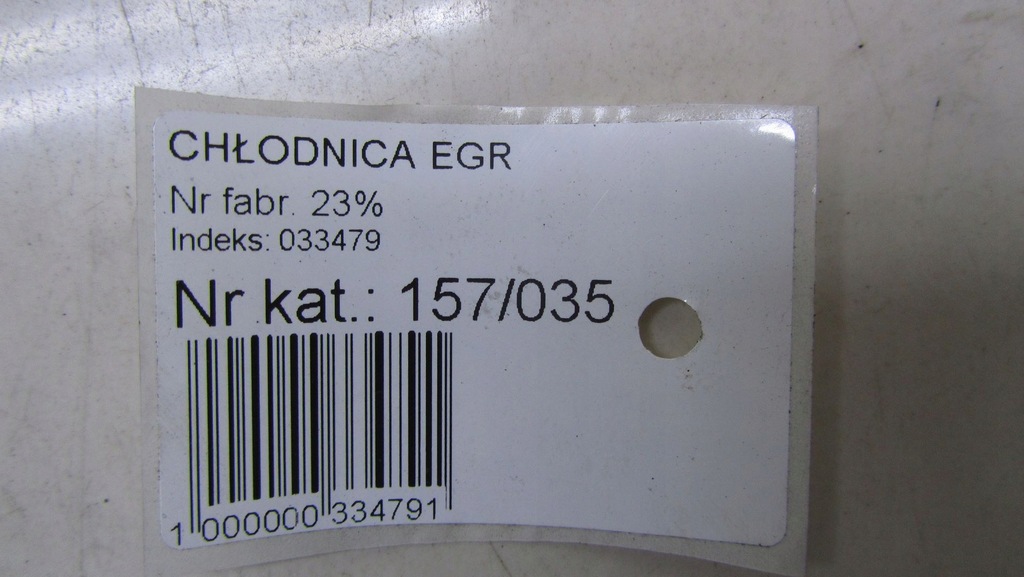 CHŁODNICA EGR
Nr fabr. 23%
Indeks: 033479
Nr kat.: 157/035
1 000000 334791